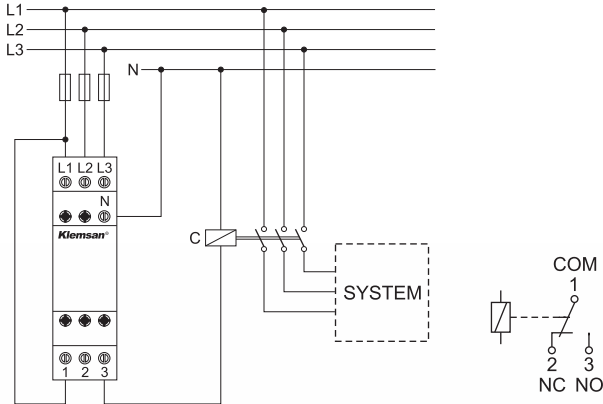 L1
L2
L3
N
L1 L2 L3
N
Klemsan®
C
SYSTEM
1 2 3
COM
1
2 3
NC NO